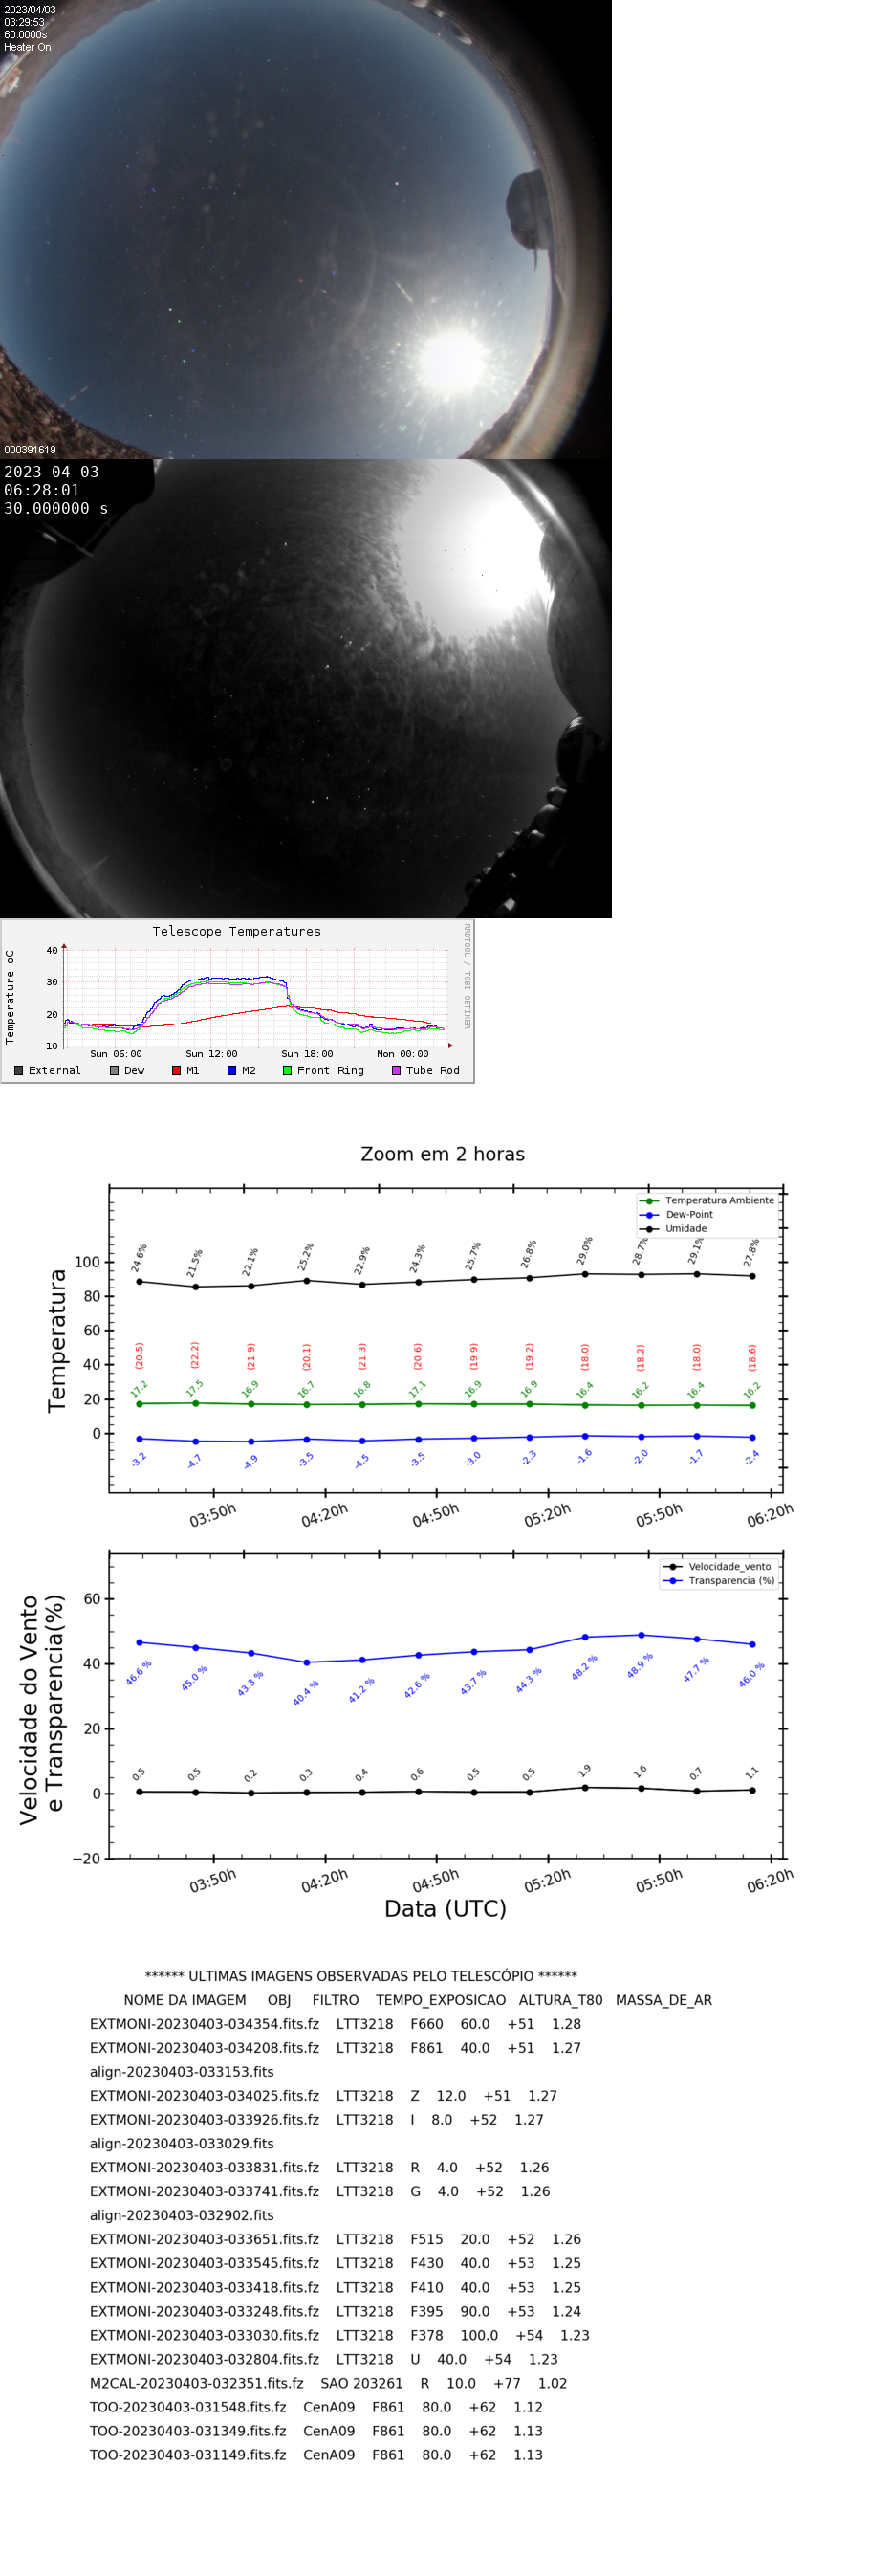 2023/04/03
03:29:53
60.0000s
Heater On
000391619
2023-04-03
06:28:01
30.000000 s
Telescope Temperatures
RRDTOOL / TOBI OETIKER
Temperature oC
40
30
20
10
Sun 06:00 Sun 12:00 Sun 18:00 Mon 00:00
External Dew M1 M2 Front Ring Tube Rod
Zoom em 2 horas
Temperatura Ambiente
Dew-Point
Umidade
Temperatura
100
80
60
40
20
0
24.6% 21.5% 22.1% 25.2% 22.9% 24.3% 25.7% 26.8% 29.0% 28.7% 29.1% 27.8%
(20.5) (22.2) (21.9) (20.1) (21.3) (20.6) (19.9) (19.2) (18.0) (18.2) (18.0) (18.6)
17.2 17.5 16.9 16.7 16.8 17.1 16.9 16.9 16.4 16.2 16.4 16.2
-3.2 -4.7 -4.9 -3.5 -4.5 -3.5 -3.0 -2.3 -1.6 -2.0 -1.7 -2.4
03:50h 04:20h 04:50h 05:20h 05:50h 06:20h
Velocidade_vento
Transparencia (%)
Velocidade do Vento
e Transparencia(%)
60
40
20
0
−20
46.6 % 45.0 % 43.3 % 40.4 % 41.2 % 42.6 % 43.7 % 44.3 % 48.2 % 48.9 % 47.7 % 46.0 %
0.5 0.5 0.2 0.3 0.4 0.6 0.5 0.5 1.9 1.6 0.7 1.1
03:50h 04:20h 04:50h 05:20h 05:50h 06:20h
Data (UTC)
****** ULTIMAS IMAGENS OBSERVADAS PELO TELESCÓPIO ******
NOME DA IMAGEM OBJ FILTRO TEMPO_EXPOSICAO ALTURA_T80 MASSA_DE_AR
EXTMONI-20230403-034354.fits.fz LTT3218 F660 60.0 +51 1.28
EXTMONI-20230403-034208.fits.fz LTT3218 F861 40.0 +51 1.27
align-20230403-033153.fits
EXTMONI-20230403-034025.fits.fz LTT3218 Z 12.0 +51 1.27
EXTMONI-20230403-033926.fits.fz LTT3218 I 8.0 +52 1.27
align-20230403-033029.fits
EXTMONI-20230403-033831.fits.fz LTT3218 R 4.0 +52 1.26
EXTMONI-20230403-033741.fits.fz LTT3218 G 4.0 +52 1.26
align-20230403-032902.fits
EXTMONI-20230403-033651.fits.fz LTT3218 F515 20.0 +52 1.26
EXTMONI-20230403-033545.fits.fz LTT3218 F430 40.0 +53 1.25
EXTMONI-20230403-033418.fits.fz LTT3218 F410 40.0 +53 1.25
EXTMONI-20230403-033248.fits.fz LTT3218 F395 90.0 +53 1.24
EXTMONI-20230403-033030.fits.fz LTT3218 F378 100.0 +54 1.23
EXTMONI-20230403-032804.fits.fz LTT3218 U 40.0 +54 1.23
M2CAL-20230403-032351.fits.fz SAO 203261 R 10.0 +77 1.02
TOO-20230403-031548.fits.fz CenA09 F861 80.0 +62 1.12
TOO-20230403-031349.fits.fz CenA09 F861 80.0 +62 1.13
TOO-20230403-031149.fits.fz CenA09 F861 80.0 +62 1.13